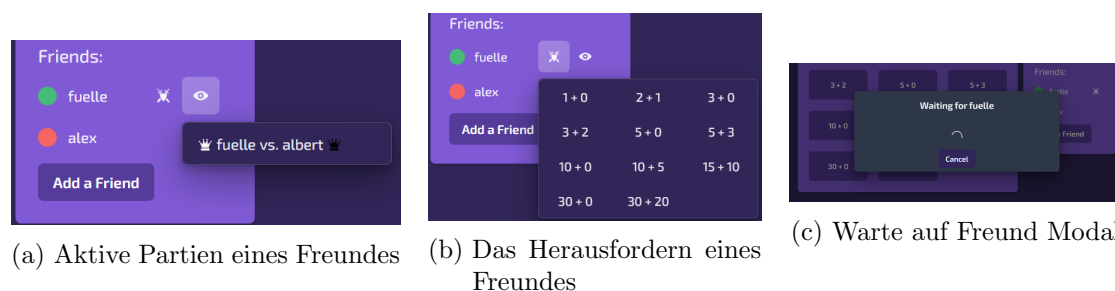 Friends:
fuelle
alex
fuelle vs. albert
Add a Friend
(a) Aktive Partien eines Freundes
Friends:
fuelle
alex
Add a Friend
1 + 0 2 + 1 3 + 0
3 + 2 5 + 0 5 + 3
10 + 0 10 + 5 15 + 10
30 + 0 30 + 20
(b) Das Herausfordern eines
Freundes
3 + 2 5 + 0 5 + 3
Friends:
fuelle
Waiting for fuelle
10 + 0
Friend
Cancel
30 + 0
(c) Warte auf Freund Modal